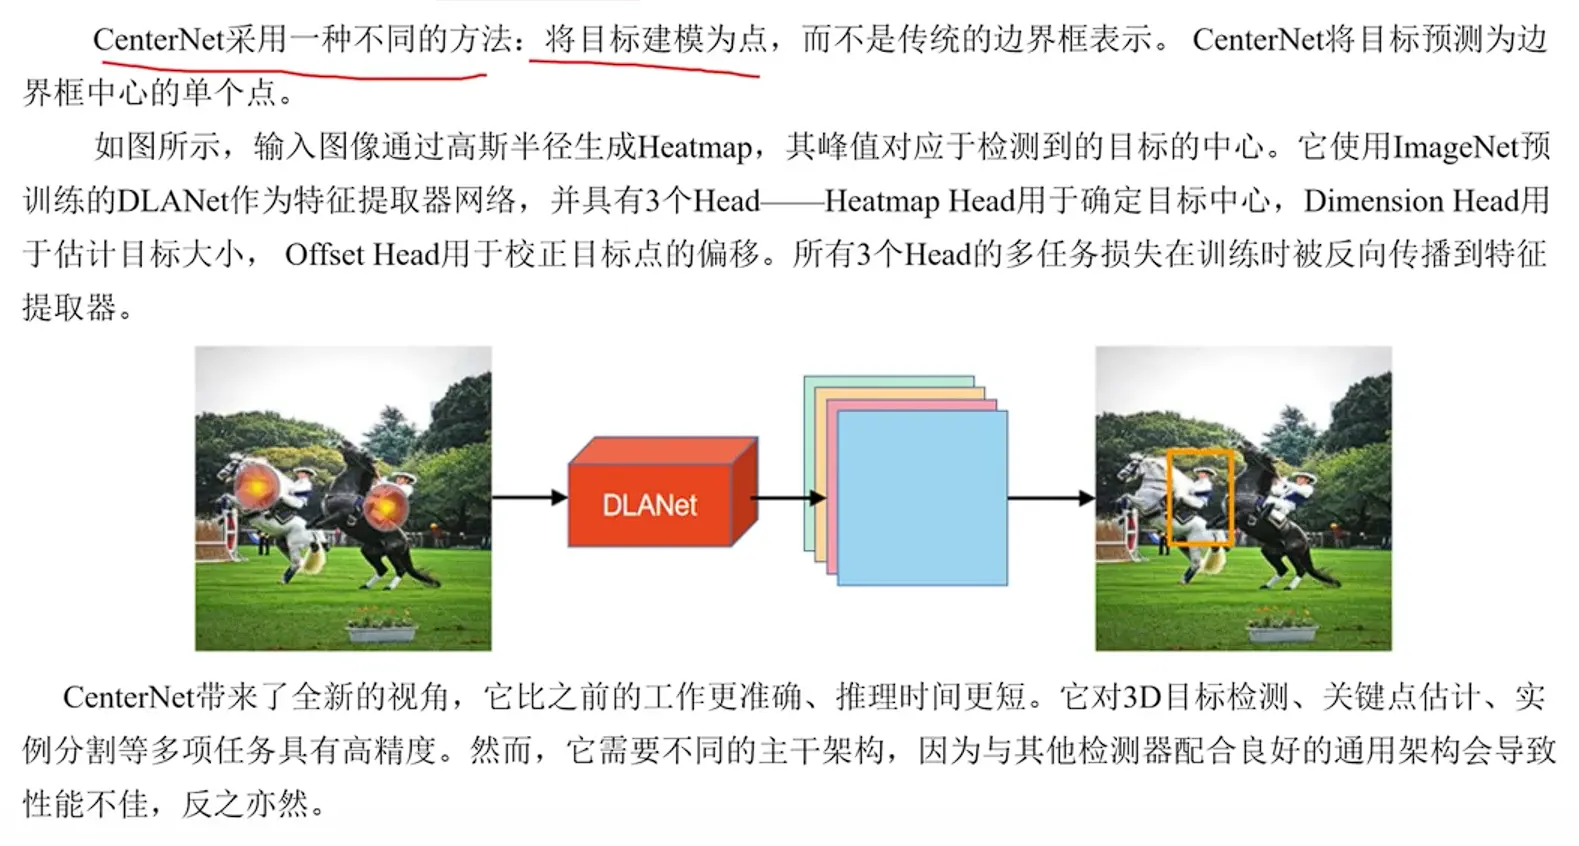 CenterNet采用一种不同的方法：将目标建模为点，而不是传统的边界框表示。 CenterNet将目标预测为边
界框中心的单个点。
如图所示，输入图像通过高斯半径生成Heatmap，其峰值对应于检测到的目标的中心。它使用ImageNet预
训练的DLANet作为特征提取器网络，并具有3个Head——Heatmap Head用于确定目标中心，Dimension Head用
于估计目标大小， Offset Head用于校正目标点的偏移。所有3个Head的多任务损失在训练时被反向传播到特征
提取器。
DLANet
CenterNet带来了全新的视角，它比之前的工作更准确、推理时间更短。它对3D目标检测、关键点估计、实
例分割等多项任务具有高精度。然而，它需要不同的主干架构，因为与其他检测器配合良好的通用架构会导致
性能不佳，反之亦然。